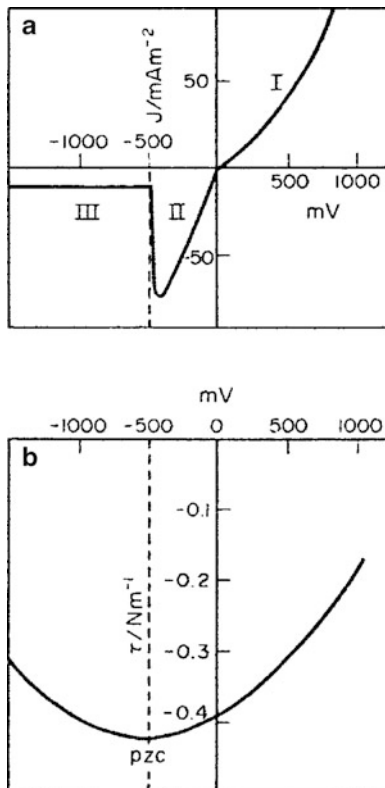 a
J/mAm⁻²
50
-1000 -500
I
500 1000
III II
mV
-50
mV
-1000 -500 0 500 1000
b
-0.1
τ/Nm⁻¹
-0.2
-0.3
-0.4
pzc